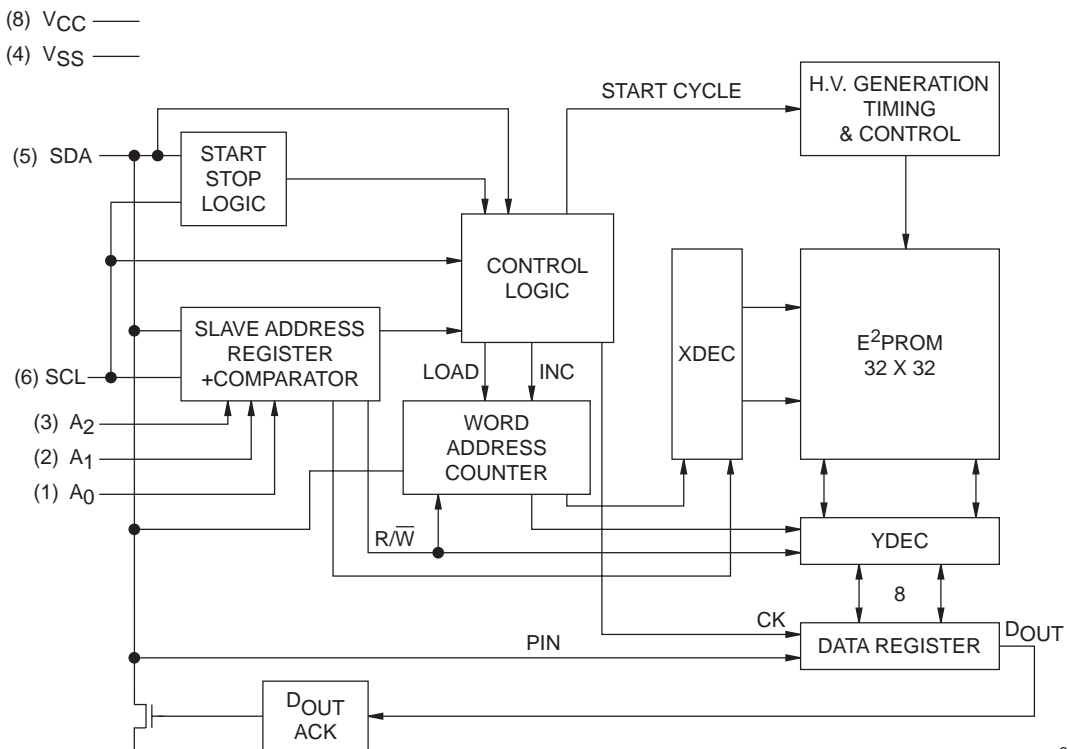 (8) VCC
(4) VSS
START CYCLE
H.V. GENERATION
TIMING
& CONTROL
(5) SDA
START
STOP
LOGIC
CONTROL
LOGIC
SLAVE ADDRESS
REGISTER
+COMPARATOR
XDEC
E²PROM
32 X 32
(6) SCL
LOAD
INC
(3) A2
(2) A1
(1) A0
WORD
ADDRESS
COUNTER
R/W̅
YDEC
8
CK
DATA REGISTER
DOUT
PIN
DOUT
ACK